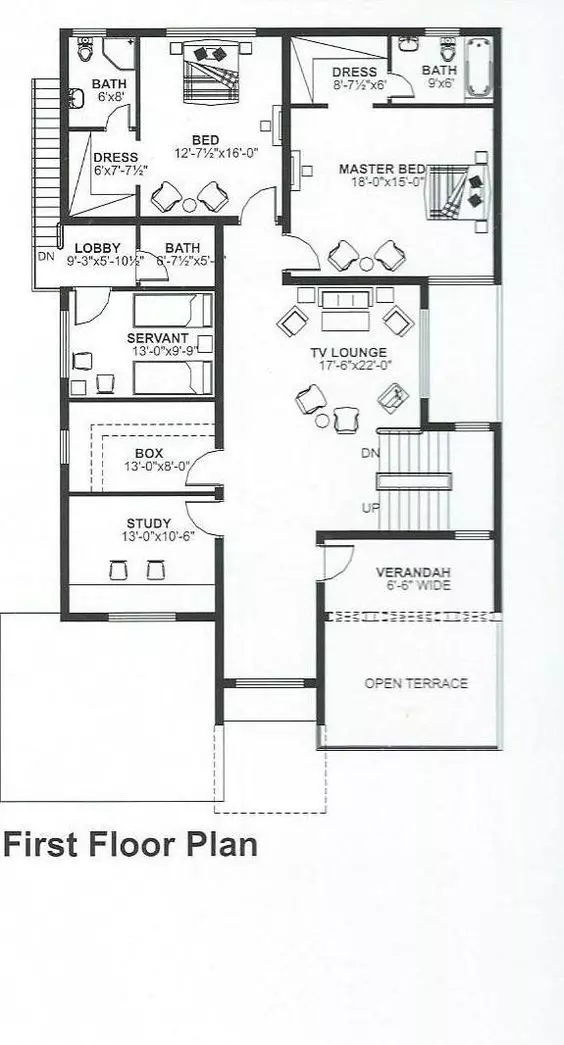 BATH
6'x8'
DRESS
8'-7½"x6'
BATH
9'x6'
BED
12'-7½"x16'-0"
DRESS
6'x7'-7½"
MASTER BED
18'-0"x15'-0"
LOBBY
9'-3"x5'-10½"
BATH
6'-7½"x5'-
DN
SERVANT
13'-0"x9'-9"
TV LOUNGE
17'-6"x22'-0"
BOX
13'-0"x8'-0"
DN
UP
STUDY
13'-0"x10'-6"
VERANDAH
6'-6" WIDE
OPEN TERRACE
First Floor Plan